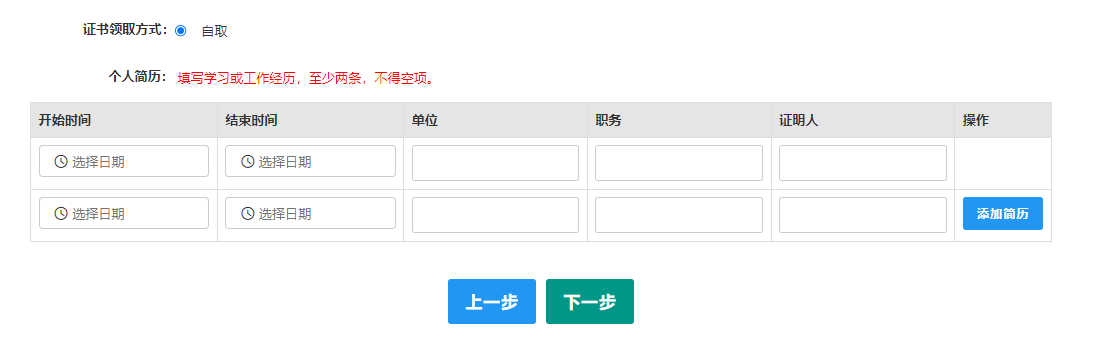 证书领取方式： 自取
个人简历： 填写学习或工作经历，至少两条，不得空项。
开始时间 结束时间 单位 职务 证明人 操作
选择日期 选择日期
选择日期 选择日期 添加简历
上一步 下一步